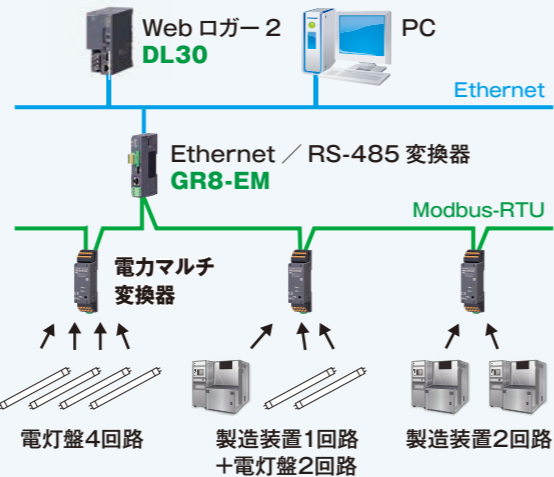 Web ロガー 2
DL30
PC
Ethernet
Ethernet / RS-485 変換器
GR8-EM
Modbus-RTU
電力マルチ
変換器
電灯盤4回路
製造装置1回路
+電灯盤2回路
製造装置2回路